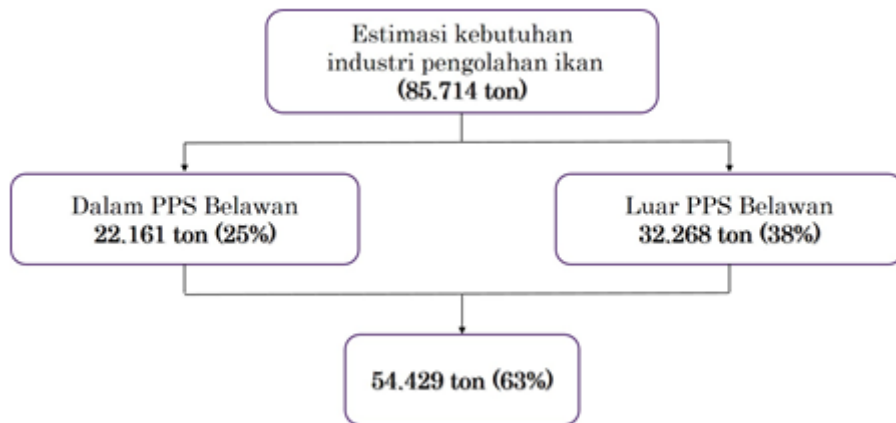 Estimasi kebutuhan
industri pengolahan ikan
(85.714 ton)
Dalam PPS Belawan
22.161 ton (25%)
Luar PPS Belawan
32.268 ton (38%)
54.429 ton (63%)